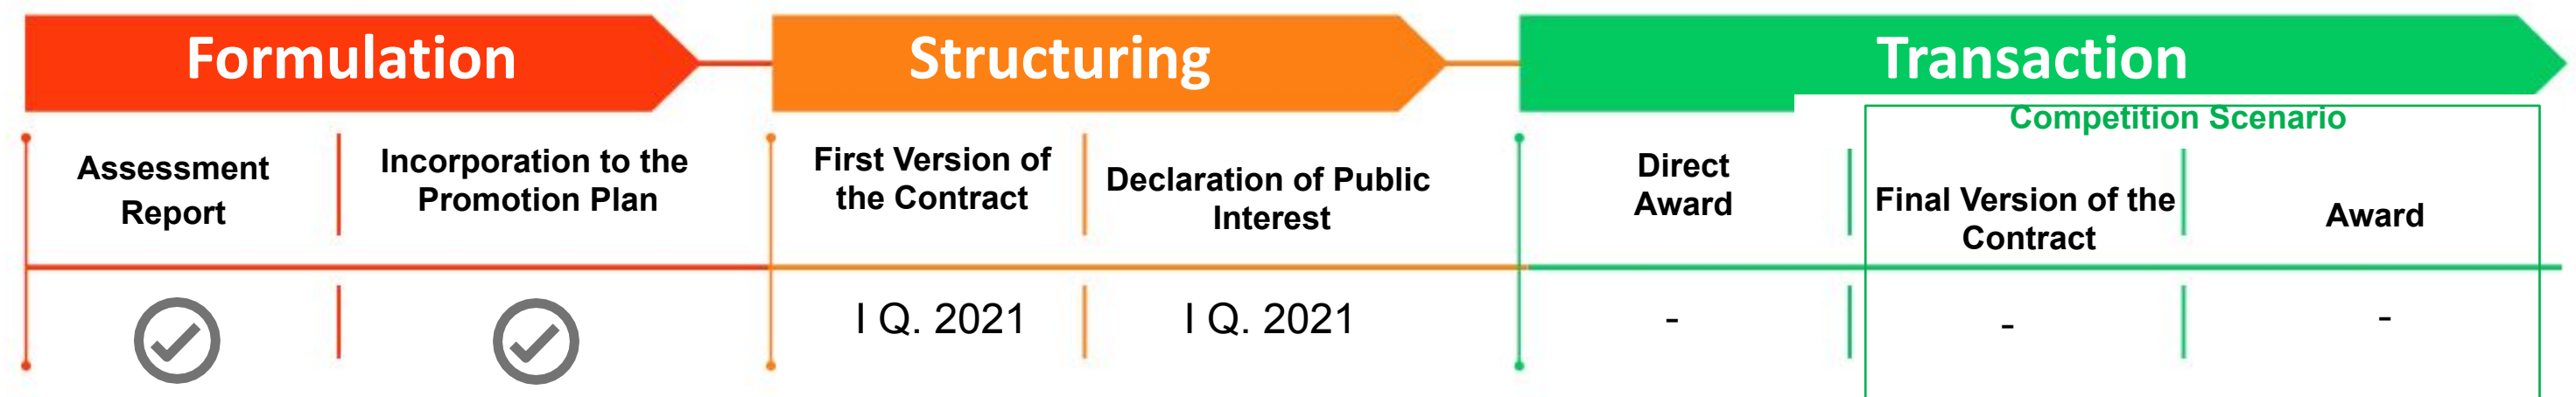 Formulation
Structuring
Transaction
Competition Scenario
Assessment
Report
Incorporation to the
Promotion Plan
First Version of
the Contract
Declaration of Public
Interest
Direct
Award
Final Version of the
Contract
Award
I Q. 2021
I Q. 2021
-
-
-